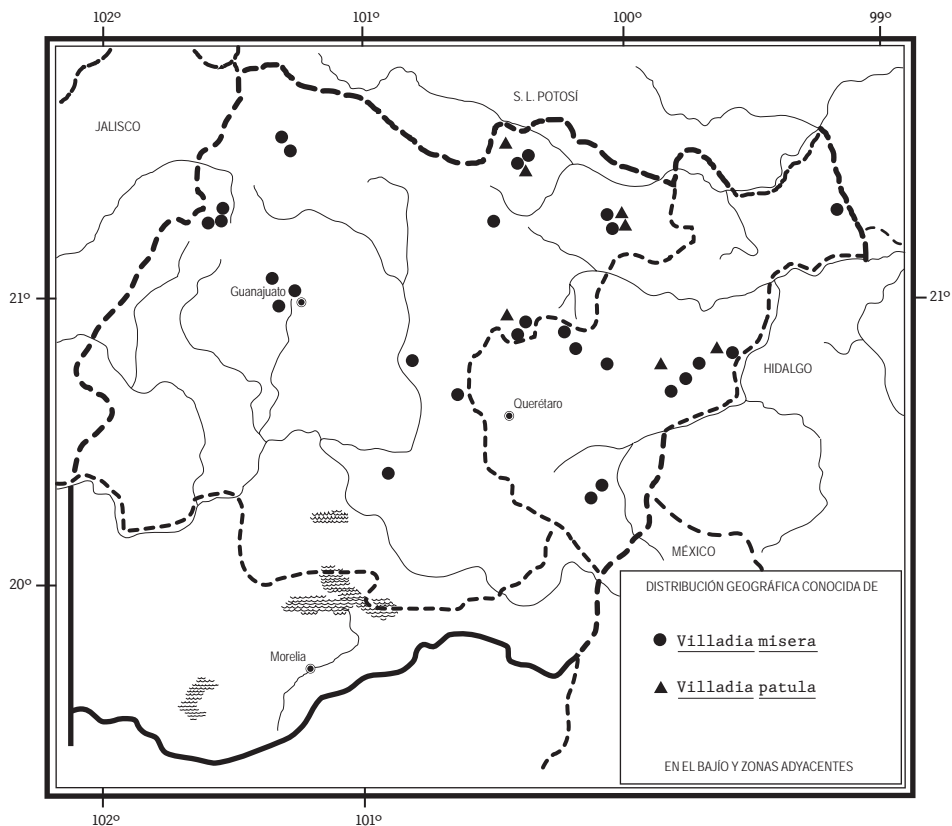 102º 101º 100º 99º
S. L. POTOSÍ
JALISCO
Guanajuato
21º 21º
HIDALGO
Querétaro
MÉXICO
20º
DISTRIBUCIÓN GEOGRÁFICA CONOCIDA DE
Villadia misera
Morelia
Villadia patula
EN EL BAJÍO Y ZONAS ADYACENTES
102º 101º